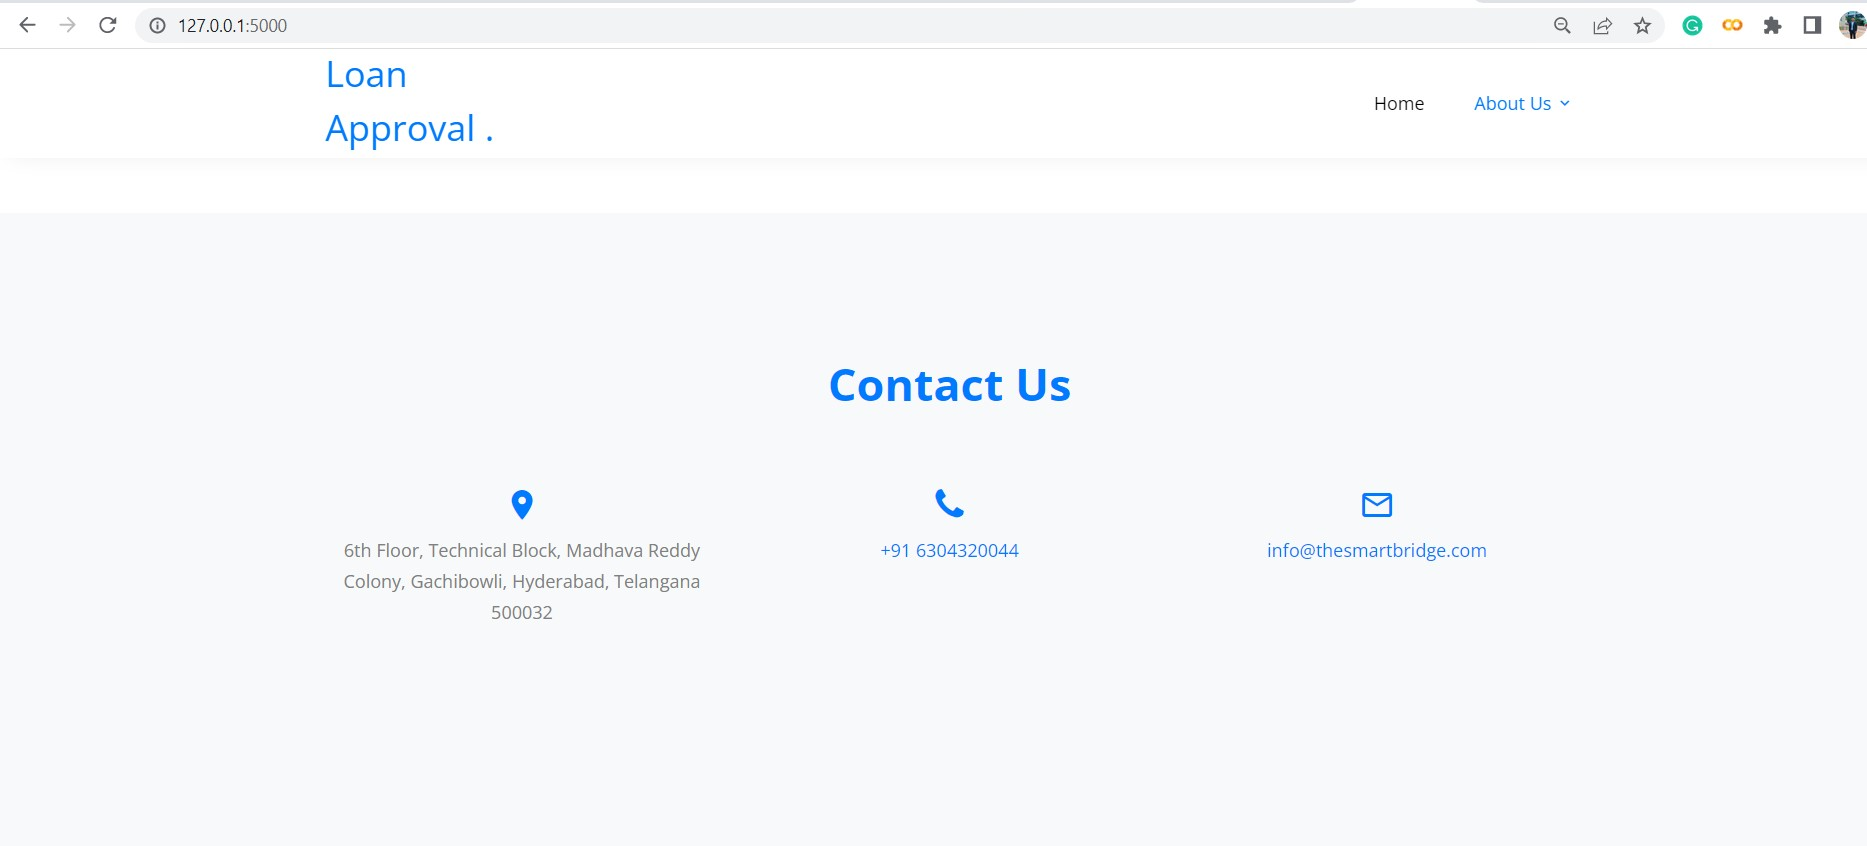 127.0.0.1:5000
Loan
Approval .
Home
About Us
Contact Us
6th Floor, Technical Block, Madhava Reddy
Colony, Gachibowli, Hyderabad, Telangana
500032
+91 6304320044
info@thesmartbridge.com